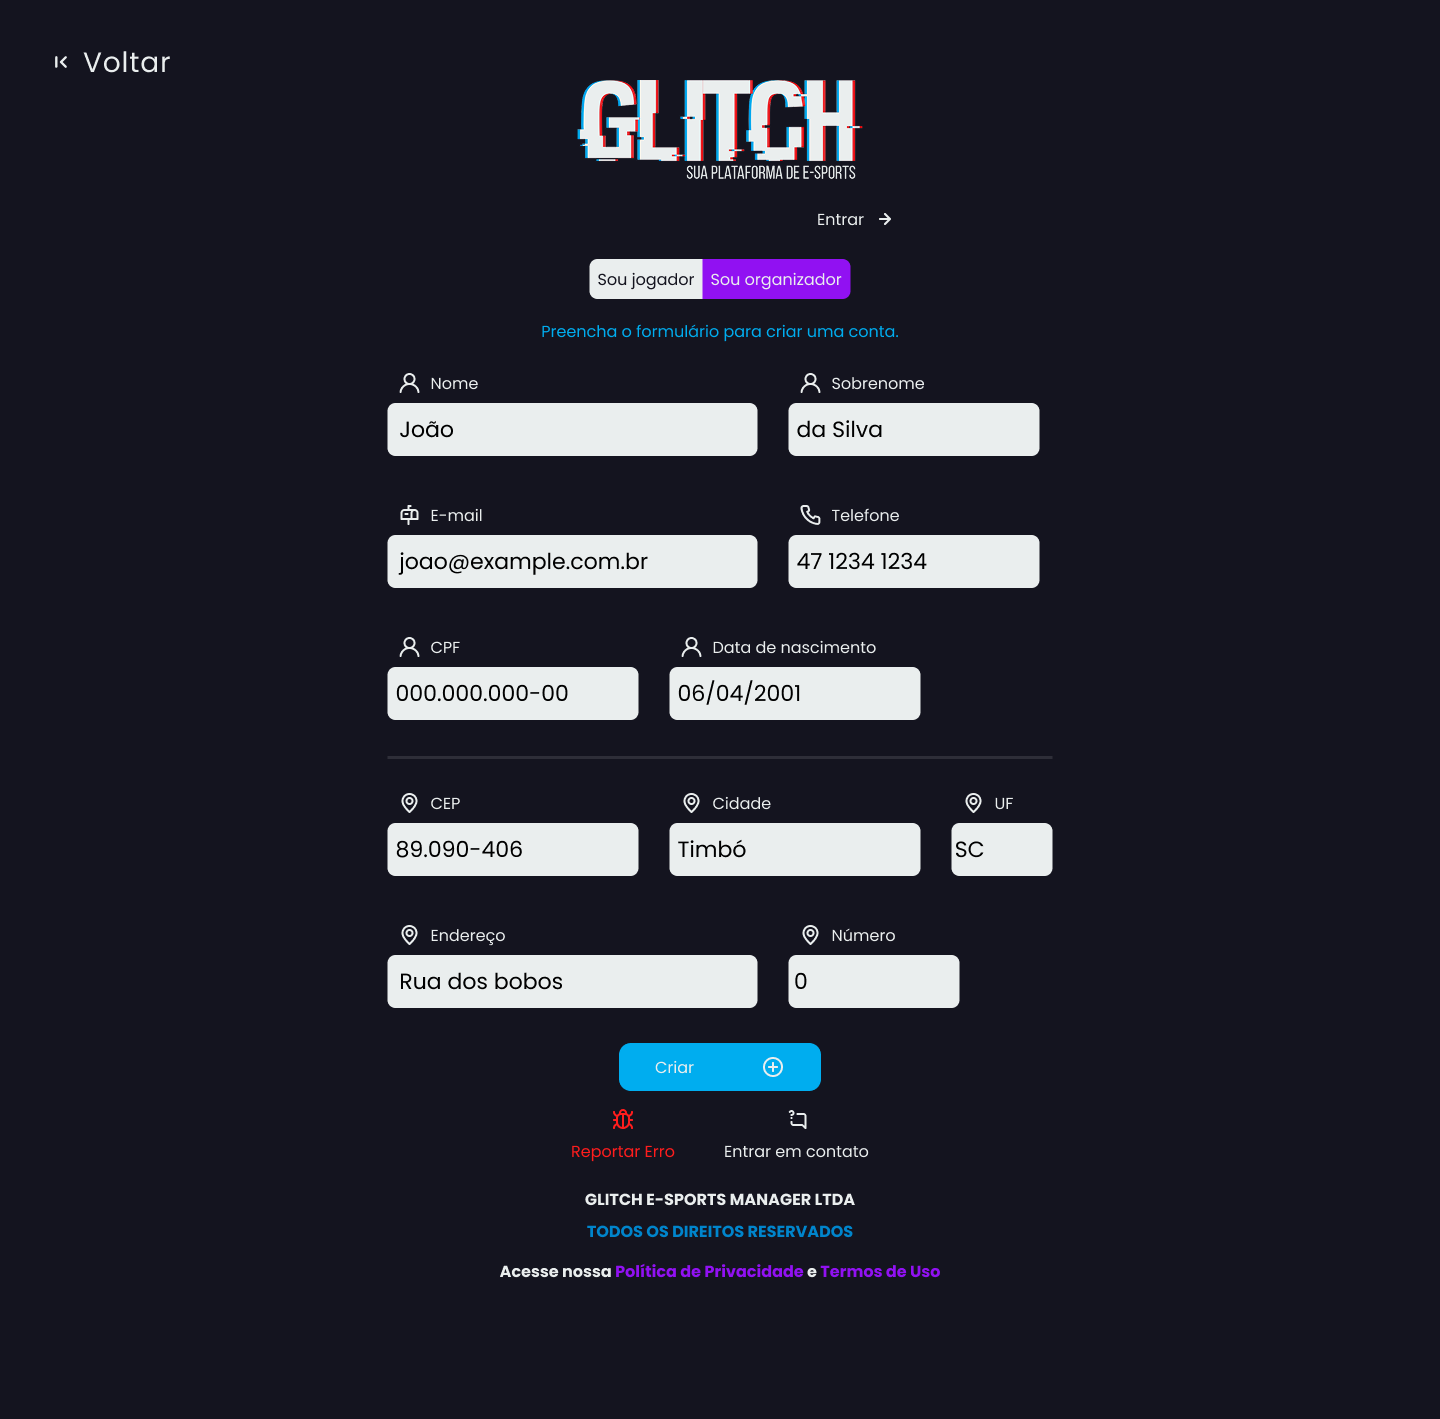 Voltar
GLITCH
SUA PLATAFORMA DE E-SPORTS
Entrar
Sou jogador Sou organizador
Preencha o formulário para criar uma conta.
Nome Sobrenome
João da Silva
E-mail Telefone
joao@example.com.br 47 1234 1234
CPF Data de nascimento
000.000.000-00 06/04/2001
CEP Cidade UF
89.090-406 Timbó SC
Endereço Número
Rua dos bobos 0
Criar
Reportar Erro Entrar em contato
GLITCH E-SPORTS MANAGER LTDA
TODOS OS DIREITOS RESERVADOS
Acesse nossa Política de Privacidade e Termos de Uso